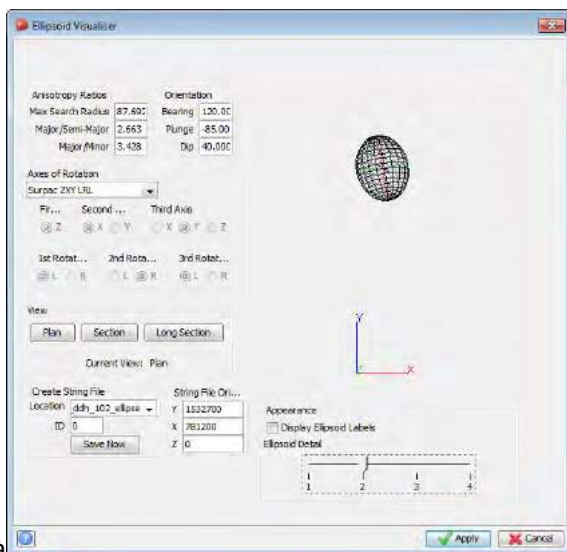 Ellipsoid Visualiser
Anisotropy Ratios
Orientation
Max Search Radius
Bearing 120.00
Major/Semi-Major 2.663
Plunge -85.00
Major/Minor 3.428
Dip 40.000
Axes of Rotation
Surpac ZXY LRL
Fir... Second ... Third Axis
Z X Y X Y Z
1st Rotat... 2nd Rota... 3rd Rotat...
L R L R L R
View
Plan Section Long Section
Current View: Plan
Create String File
String File Ori...
Location ddh_102_ellipse
Y 1532700
ID 0
X 781200
Save Now
Z 0
Y
X
Appearance
Display Ellipsoid Labels
Ellipsoid Detail
1 2 3 4
Apply Cancel